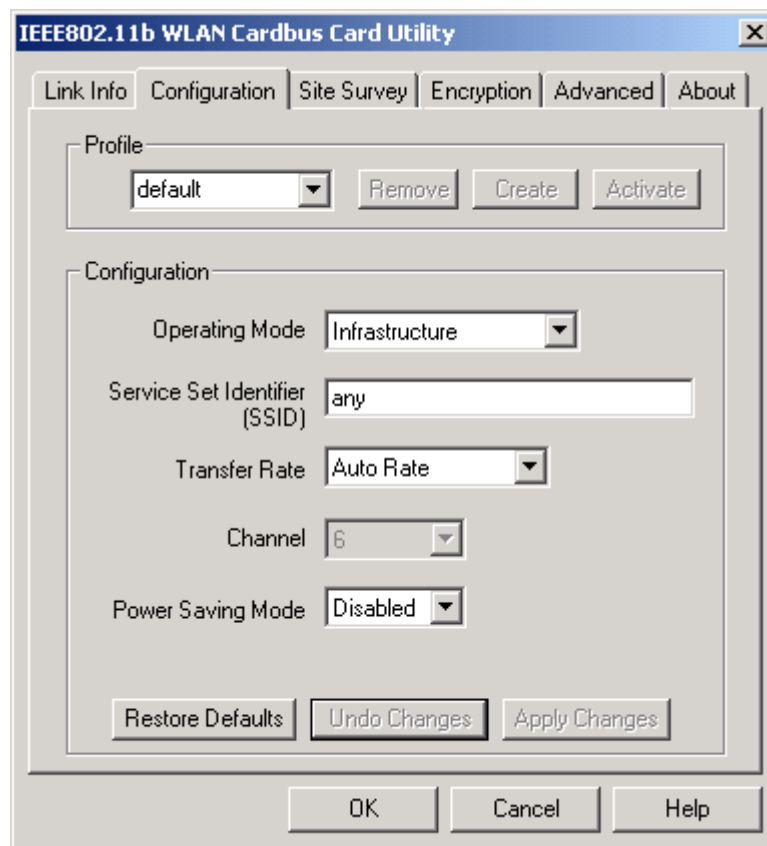 IEEE802.11b WLAN Cardbus Card Utility
Link Info Configuration Site Survey Encryption Advanced About
Profile
default Remove Create Activate
Configuration
Operating Mode Infrastructure
Service Set Identifier
(SSID) any
Transfer Rate Auto Rate
Channel 6
Power Saving Mode Disabled
Restore Defaults Undo Changes Apply Changes
OK Cancel Help